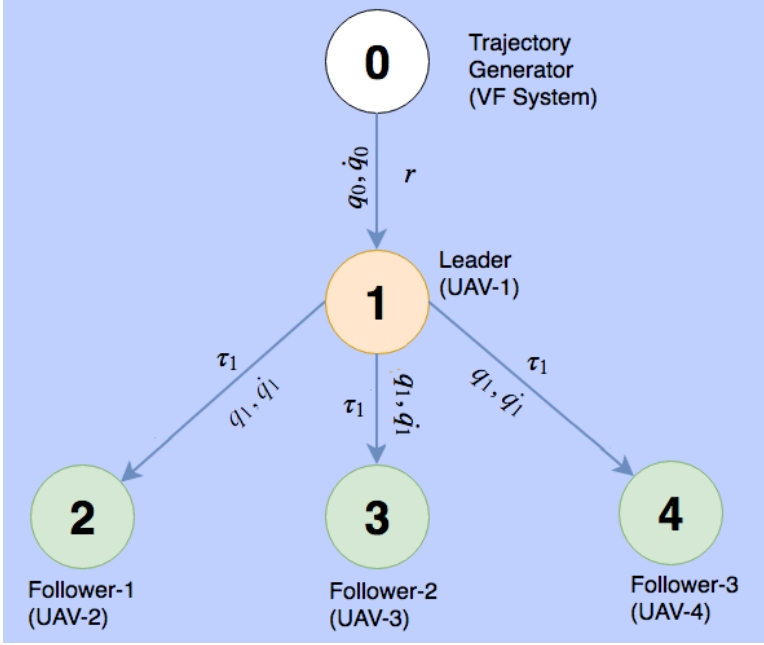 0
Trajectory
Generator
(VF System)
q₀, q̇₀
r
1
Leader
(UAV-1)
τ₁
q₁, q̇₁
τ₁
q₁, q̇₁
τ₁
q₁, q̇₁
2
3
4
Follower-1
(UAV-2)
Follower-2
(UAV-3)
Follower-3
(UAV-4)